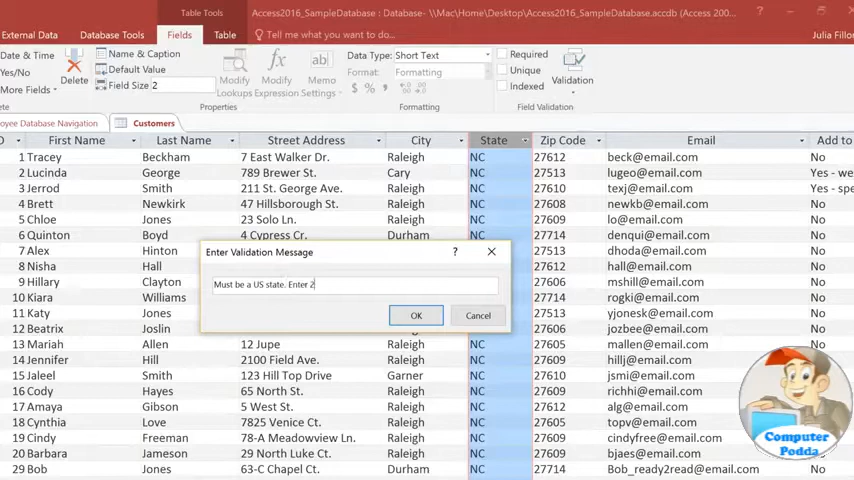 Table Tools
Access2016_SampleDatabase : Database- \\Mac\Home\Desktop\Access2016_SampleDatabase.accdb (Access 200...
?
External Data Database Tools Fields Table Tell me what you want to do... Julia Fillor
Date & Time
Yes/No
More Fields
Delete
Name & Caption
Default Value
Field Size 2
Modify Lookups
Modify Expression
Memo Settings
Data Type: Short Text
Format: Formatting
$ % ,
Required
Unique
Indexed
Validation
Properties Formatting Field Validation
oyee Database Navigation Customers
D First Name Last Name Street Address City State Zip Code Email Add to
1 Tracey Beckham 7 East Walker Dr. Raleigh NC 27612 beck@email.com No
2 Lucinda George 789 Brewer St. Cary NC 27513 lugeo@email.com Yes - we
3 Jerrod Smith 211 St. George Ave. Raleigh NC 27610 texj@email.com Yes - spe
4 Brett Newkirk 47 Hillsborough St. Raleigh NC 27608 newkb@email.com No
5 Chloe Jones 23 Solo Ln. Raleigh NC 27609 lo@email.com No
6 Quinton Boyd 4 Cypress Cr. Durham NC 27714 denqui@email.com No
7 Alex Hinton 27513 dhoda@email.com No
8 Nisha Hall 27612 hall@email.com No
9 Hillary Clayton 27606 mshill@email.com No
10 Kiara Williams 27714 rogki@email.com No
11 Katy Jones 27609 yjonesk@email.com No
12 Beatrix Joslin 27606 jozbee@email.com No
Enter Validation Message ?
Must be a US state. Enter 2
OK Cancel
13 Mariah Allen 12 Jupe Raleigh NC 27605 mallen@email.com No
14 Jennifer Hill 2100 Field Ave. Raleigh NC 27609 hillj@email.com No
15 Jaleel Smith 123 Hill Top Drive Garner NC 27610 jsmi@email.com No
16 Cody Hayes 65 North St. Raleigh NC 27609 richhi@email.com No
17 Amaya Gibson 5 West St. Raleigh NC 27612 alg@email.com
18 Cynthia Love 7825 Venice Ct. Raleigh NC 27605 topv@email.com
19 Cindy Freeman 78-A Meadowview Ln. Raleigh NC 27609 cindyfree@email.com
20 Barbara Jameson 29 North Luke Ct. Raleigh NC 27609 bjaes@email.com
29 Bob Jones 63-C Chapel Ct. Durham NC 27714 Bob_ready2read@email.com No
Computer
Podda